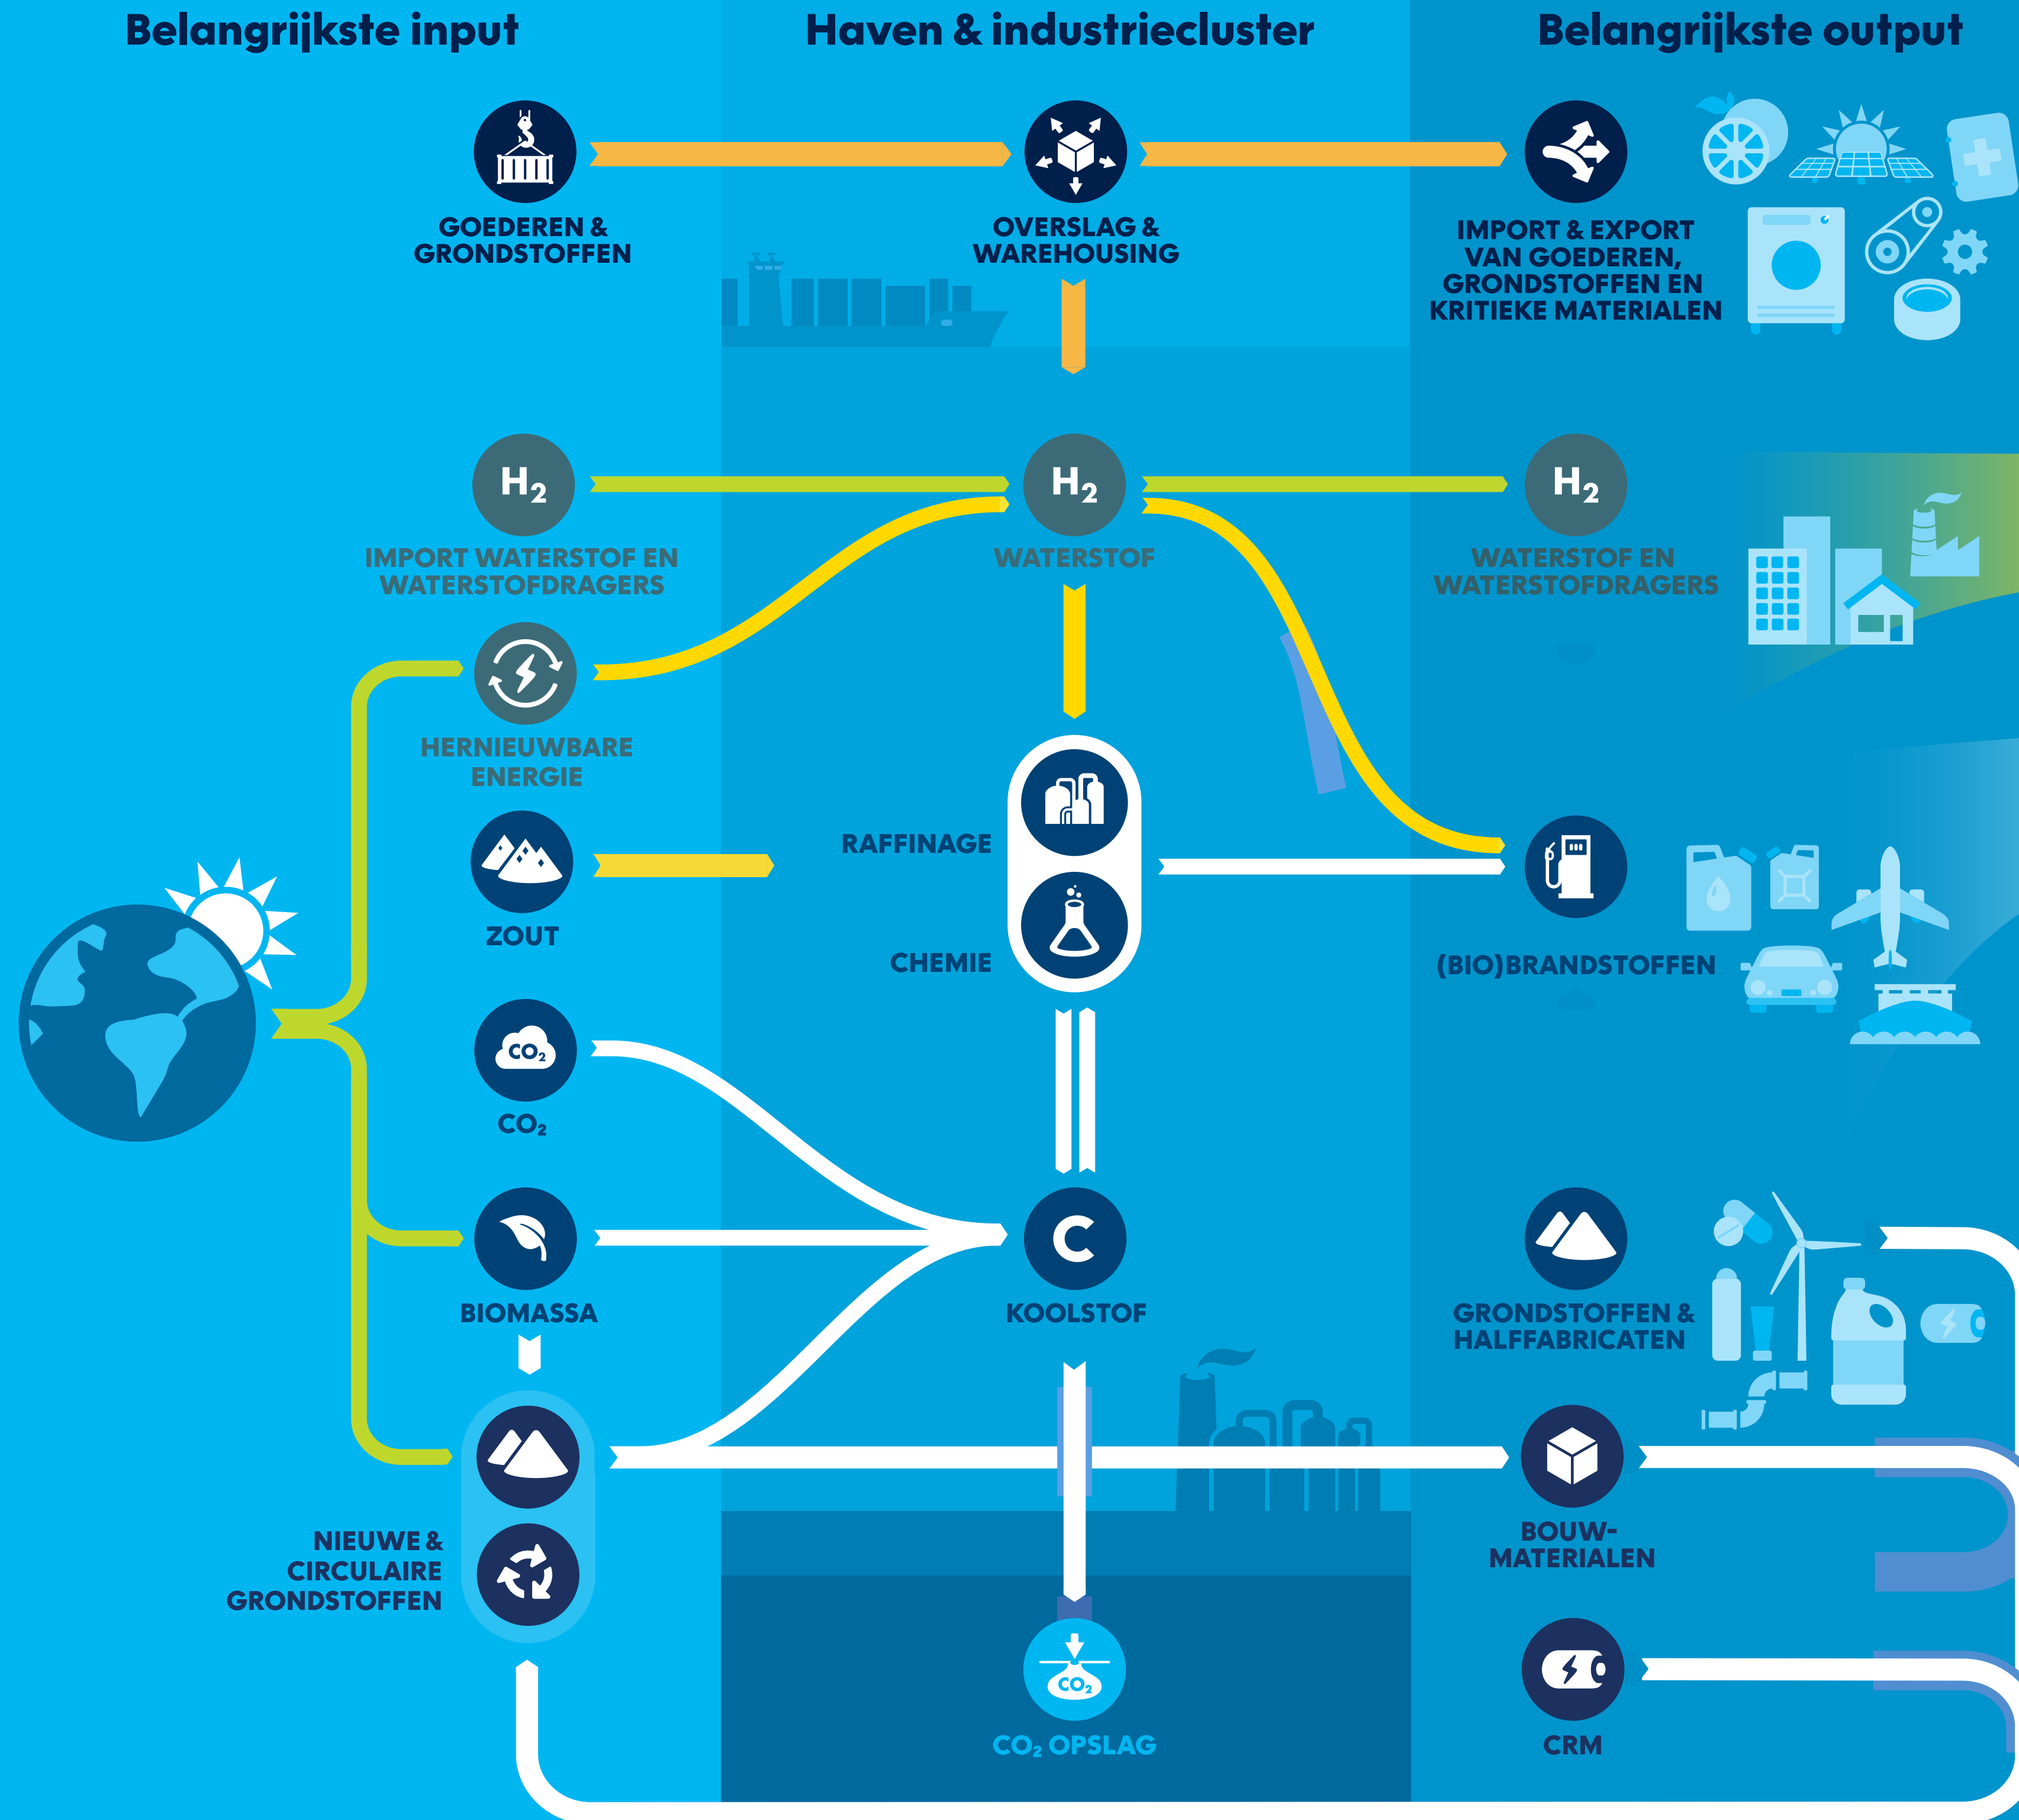 Belangrijkste input
Haven & industriecluster
Belangrijkste output
GOEDEREN &
GRONDSTOFFEN
OVERSLAG &
WAREHOUSING
IMPORT & EXPORT
VAN GOEDEREN,
GRONDSTOFFEN EN
KRITIEKE MATERIALEN
H₂
IMPORT WATERSTOF EN
WATERSTOFDRAGERS
H₂
WATERSTOF
H₂
WATERSTOF EN
WATERSTOFDRAGERS
HERNIEUWBARE
ENERGIE
ZOUT
RAFFINAGE
CHEMIE
(BIO)BRANDSTOFFEN
CO₂
CO₂
BIOMASSA
C
KOOLSTOF
GRONDSTOFFEN &
HALFFABRICATEN
NIEUWE &
CIRCULAIRE
GRONDSTOFFEN
BOUW-
MATERIALEN
CO₂
CO₂ OPSLAG
CRM